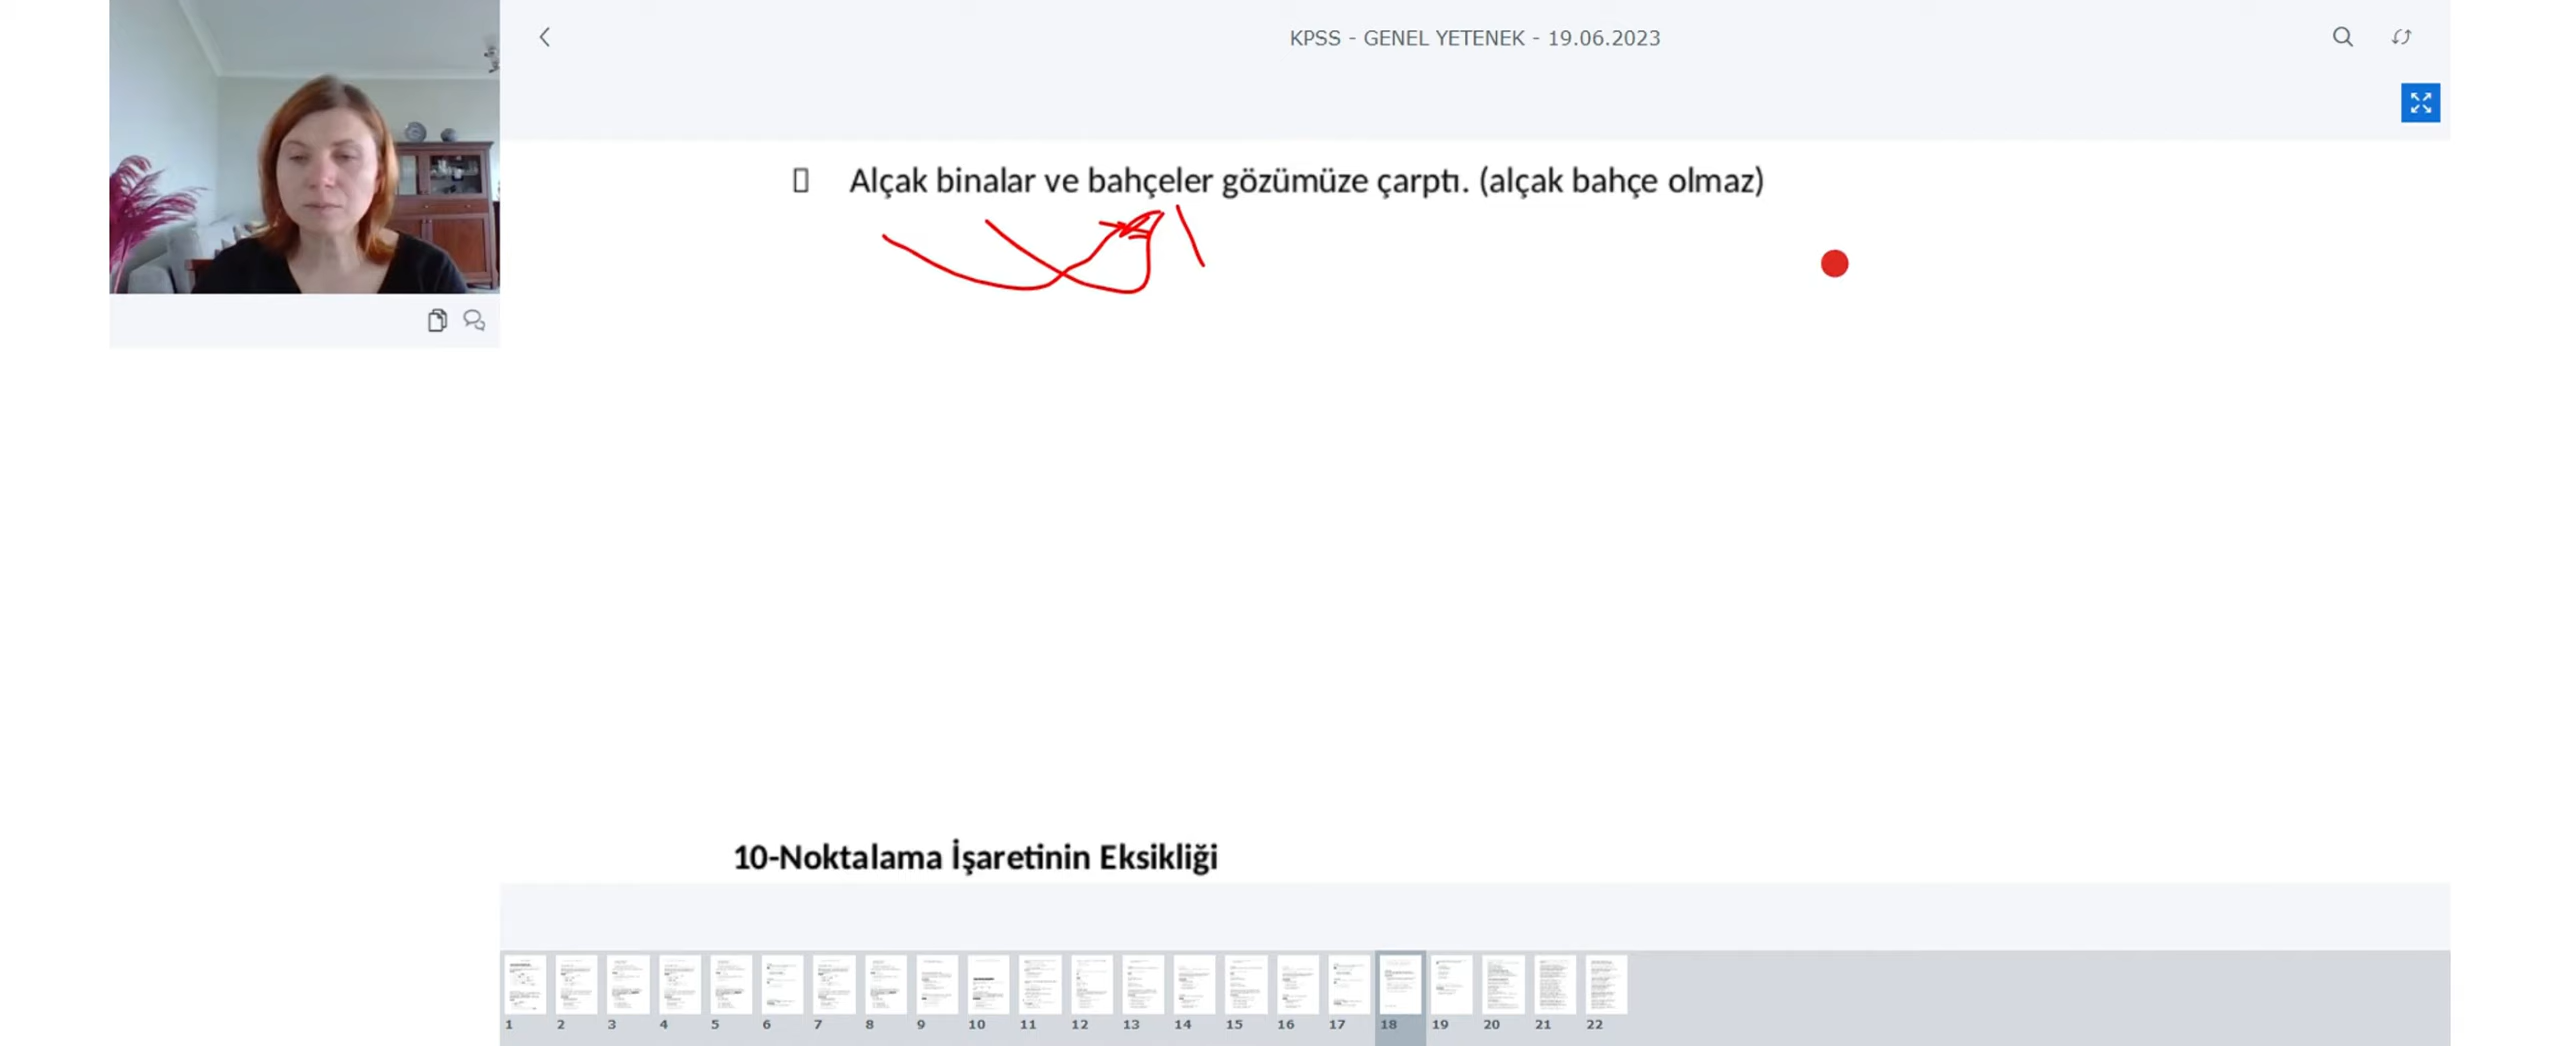 KPSS - GENEL YETENEK - 19.06.2023
Alçak binalar ve bahçeler gözümüze çarptı. (alçak bahçe olmaz)
10-Noktalama İşaretinin Eksikliği
1 2 3 4 5 6 7 8 9 10 11 12 13 14 15 16 17 18 19 20 21 22